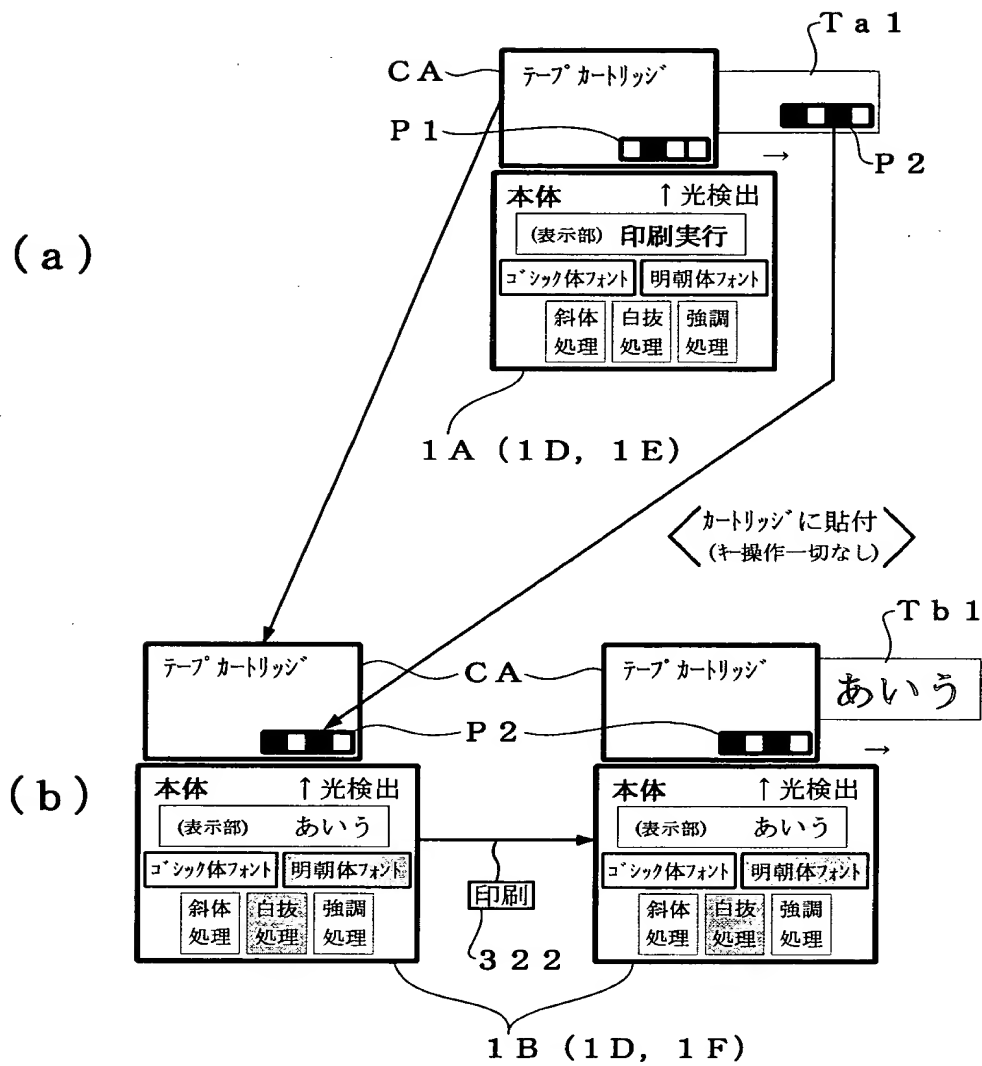 Ｔａ１
ＣＡ
テープカートリッジ
Ｐ１
→
Ｐ２
本体 ↑光検出
(表示部) 印刷実行
ゴシック体フォント 明朝体フォント
斜体 白抜 強調
処理 処理 処理
(a)
１Ａ（１Ｄ，１Ｅ）
カートリッジに貼付
(キー操作一切なし)
Ｔｂ１
テープカートリッジ
ＣＡ
テープカートリッジ
あいう
Ｐ２
→
(b)
本体 ↑光検出
(表示部) あいう
ゴシック体フォント 明朝体フォント
斜体 白抜 強調
処理 処理 処理
印刷
３２２
本体 ↑光検出
(表示部) あいう
ゴシック体フォント 明朝体フォント
斜体 白抜 強調
処理 処理 処理
１Ｂ（１Ｄ，１Ｆ）